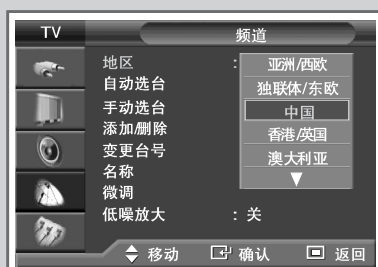 TV 频道
地区 : 亚洲/西欧
自动选台 独联体/东欧
手动选台 中国
添加/删除 香港/英国
变更台号 澳大利亚
名称 ▼
微调
低噪放大 : 关
移动 确认 返回